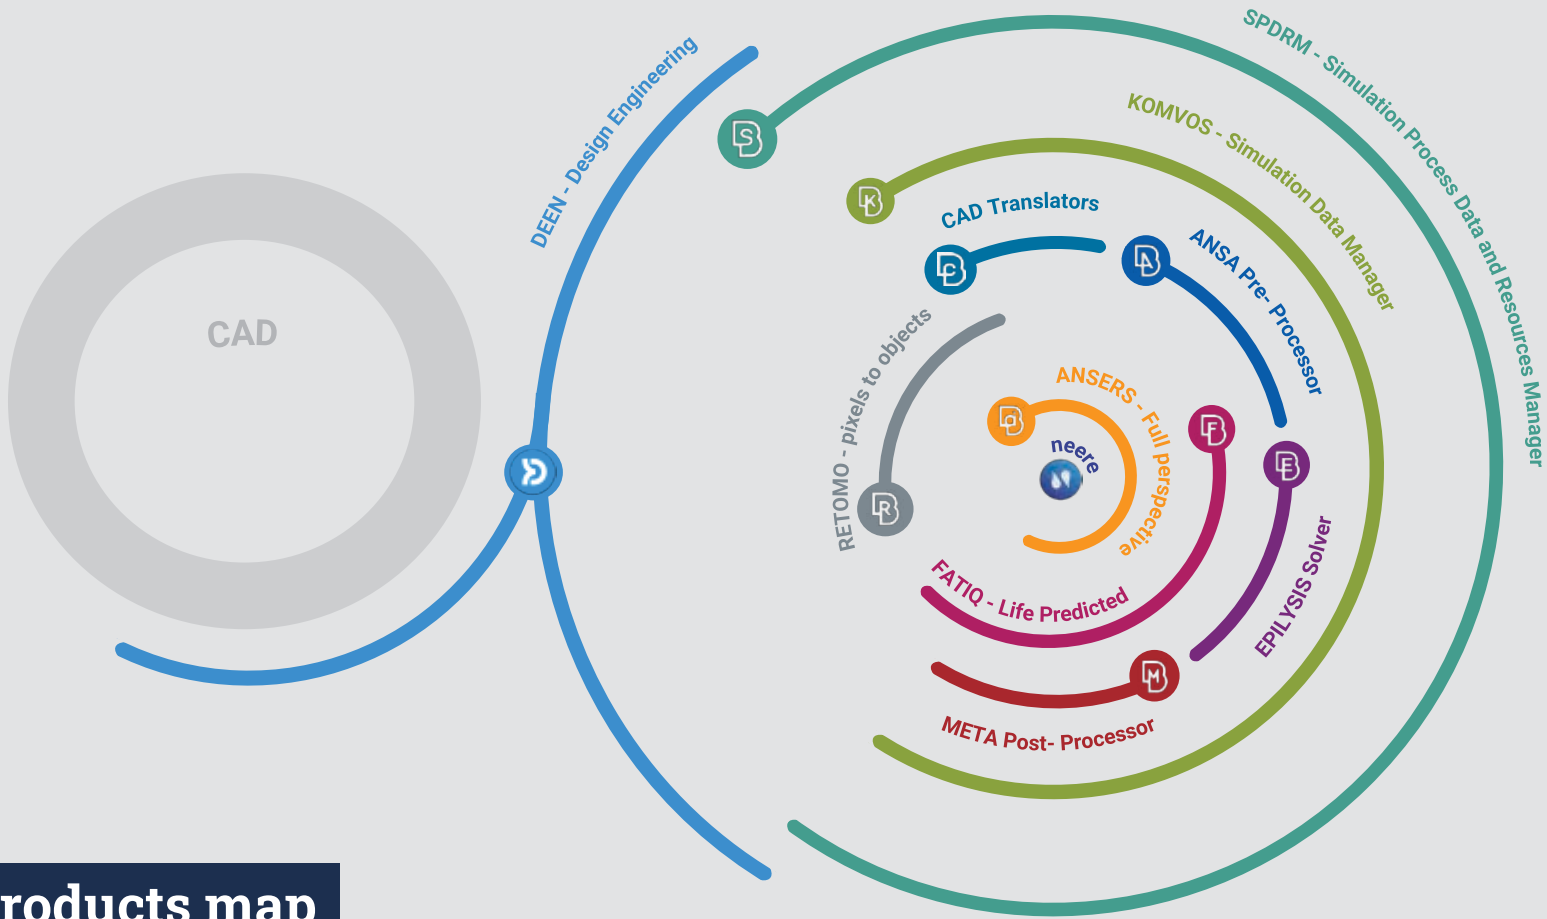 CAD
DEEN - Design Engineering
SPDRM - Simulation Process Data and Resources Manager
KOMVOS - Simulation Data Manager
CAD Translators
ANSA Pre- Processor
RETOMO - pixels to objects
ANSERS - Full perspective
neere
FATIQ - Life Predicted
EPILYSIS Solver
META Post- Processor
S
K
C
A
R
F
E
M
roducts map